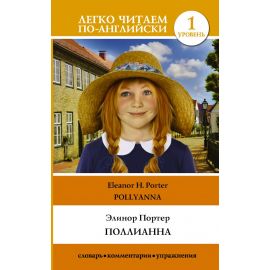 ЛЕГКО ЧИТАЕМ
ПО-АНГЛИЙСКИ
1
УРОВЕНЬ
Eleanor H. Porter
POLLYANNA
Элинор Портер
ПОЛЛИАННА
словарь • комментарии • упражнения